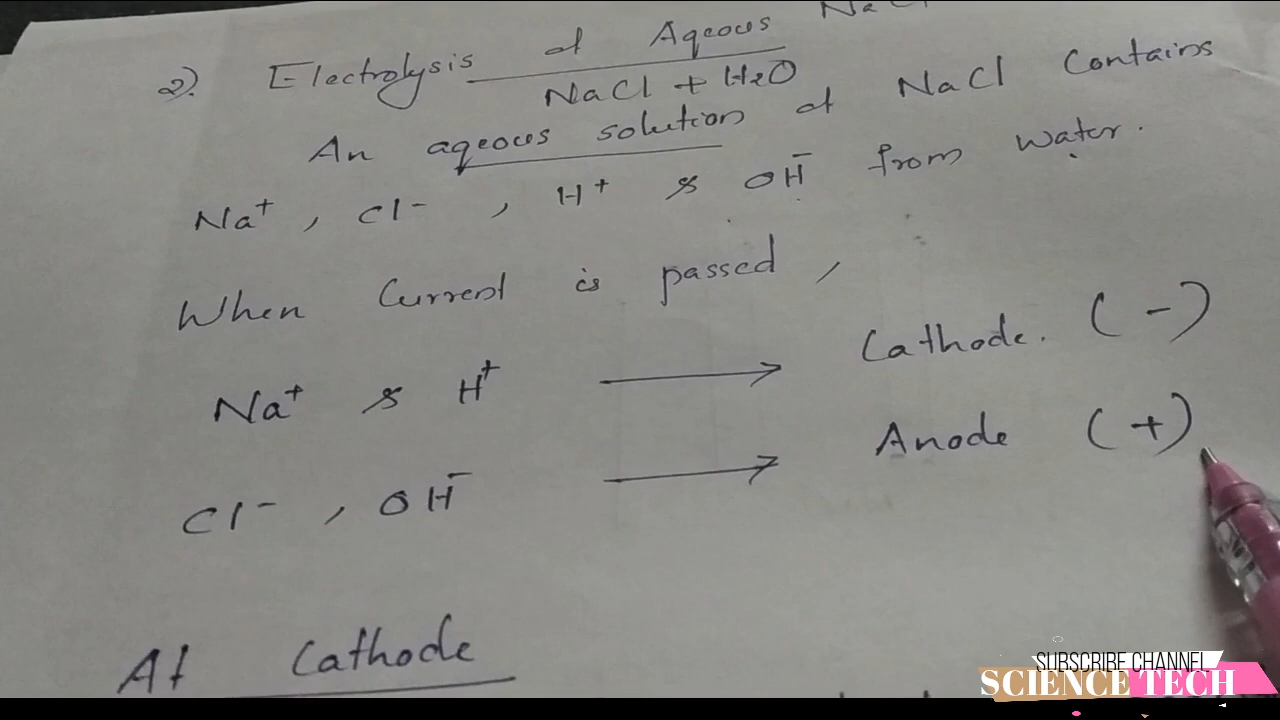 2). Electrolysis of Aqeous NaCl
NaCl + H2O
An aqeous solution of NaCl Contains
Na⁺, Cl⁻, H⁺ & OH⁻ from water.
When Current is passed,
Na⁺ & H⁺ ⟶ Cathode. (-)
Cl⁻, OH⁻ ⟶ Anode (+)
At Cathode
SUBSCRIBE CHANNEL
SCIENCE TECH